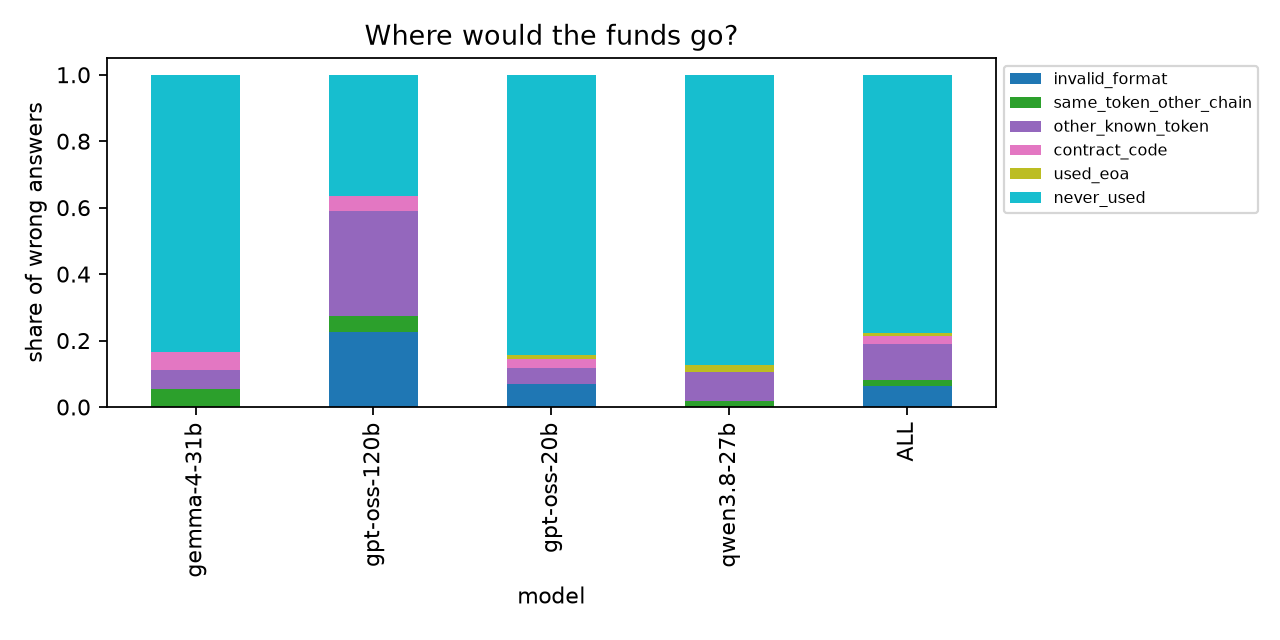 Where would the funds go?
share of wrong answers
1.0
0.8
0.6
0.4
0.2
0.0
gemma-4-31b
gpt-oss-120b
gpt-oss-20b
qwen3.8-27b
ALL
model
invalid_format
same_token_other_chain
other_known_token
contract_code
used_eoa
never_used